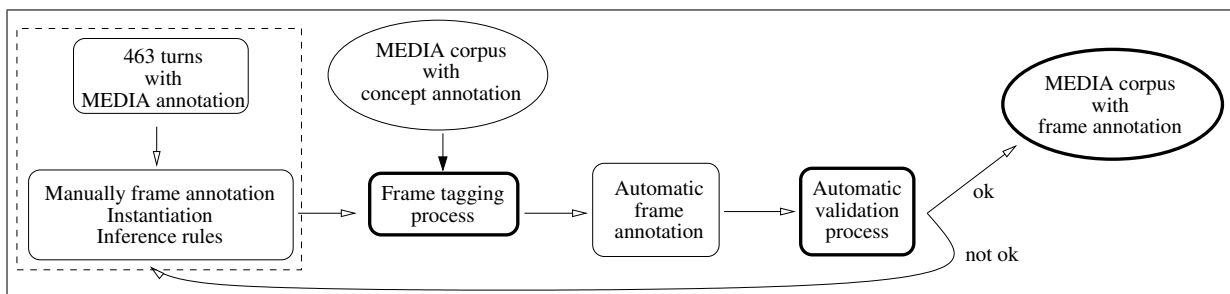 463 turns
with
MEDIA annotation
Manually frame annotation
Instantiation
Inference rules
MEDIA corpus
with
concept annotation
Frame tagging
process
Automatic
frame
annotation
Automatic
validation
process
ok
not ok
MEDIA corpus
with
frame annotation